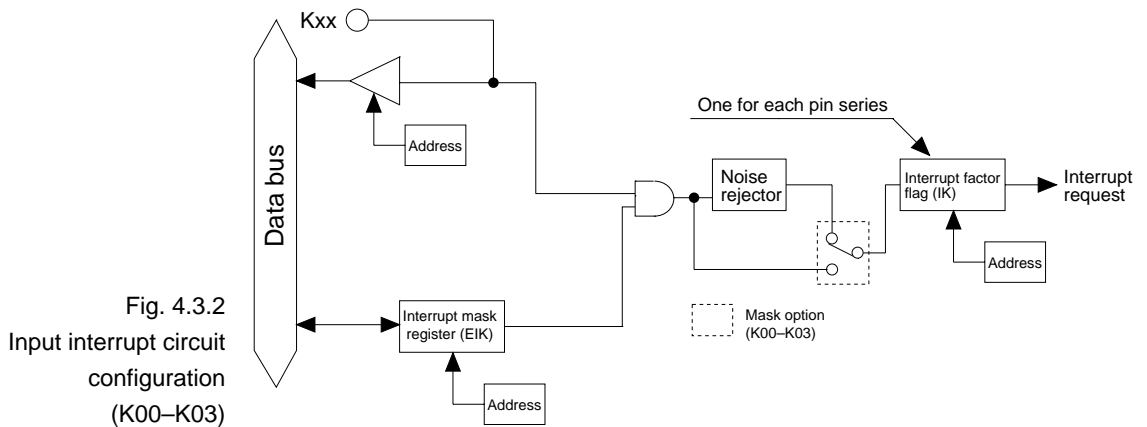 Kxx
Address
One for each pin series
Data bus
Noise
rejector
Interrupt factor
flag (IK)
Interrupt
request
Address
Fig. 4.3.2
Input interrupt circuit
configuration
(K00–K03)
Interrupt mask
register (EIK)
Mask option
(K00–K03)
Address